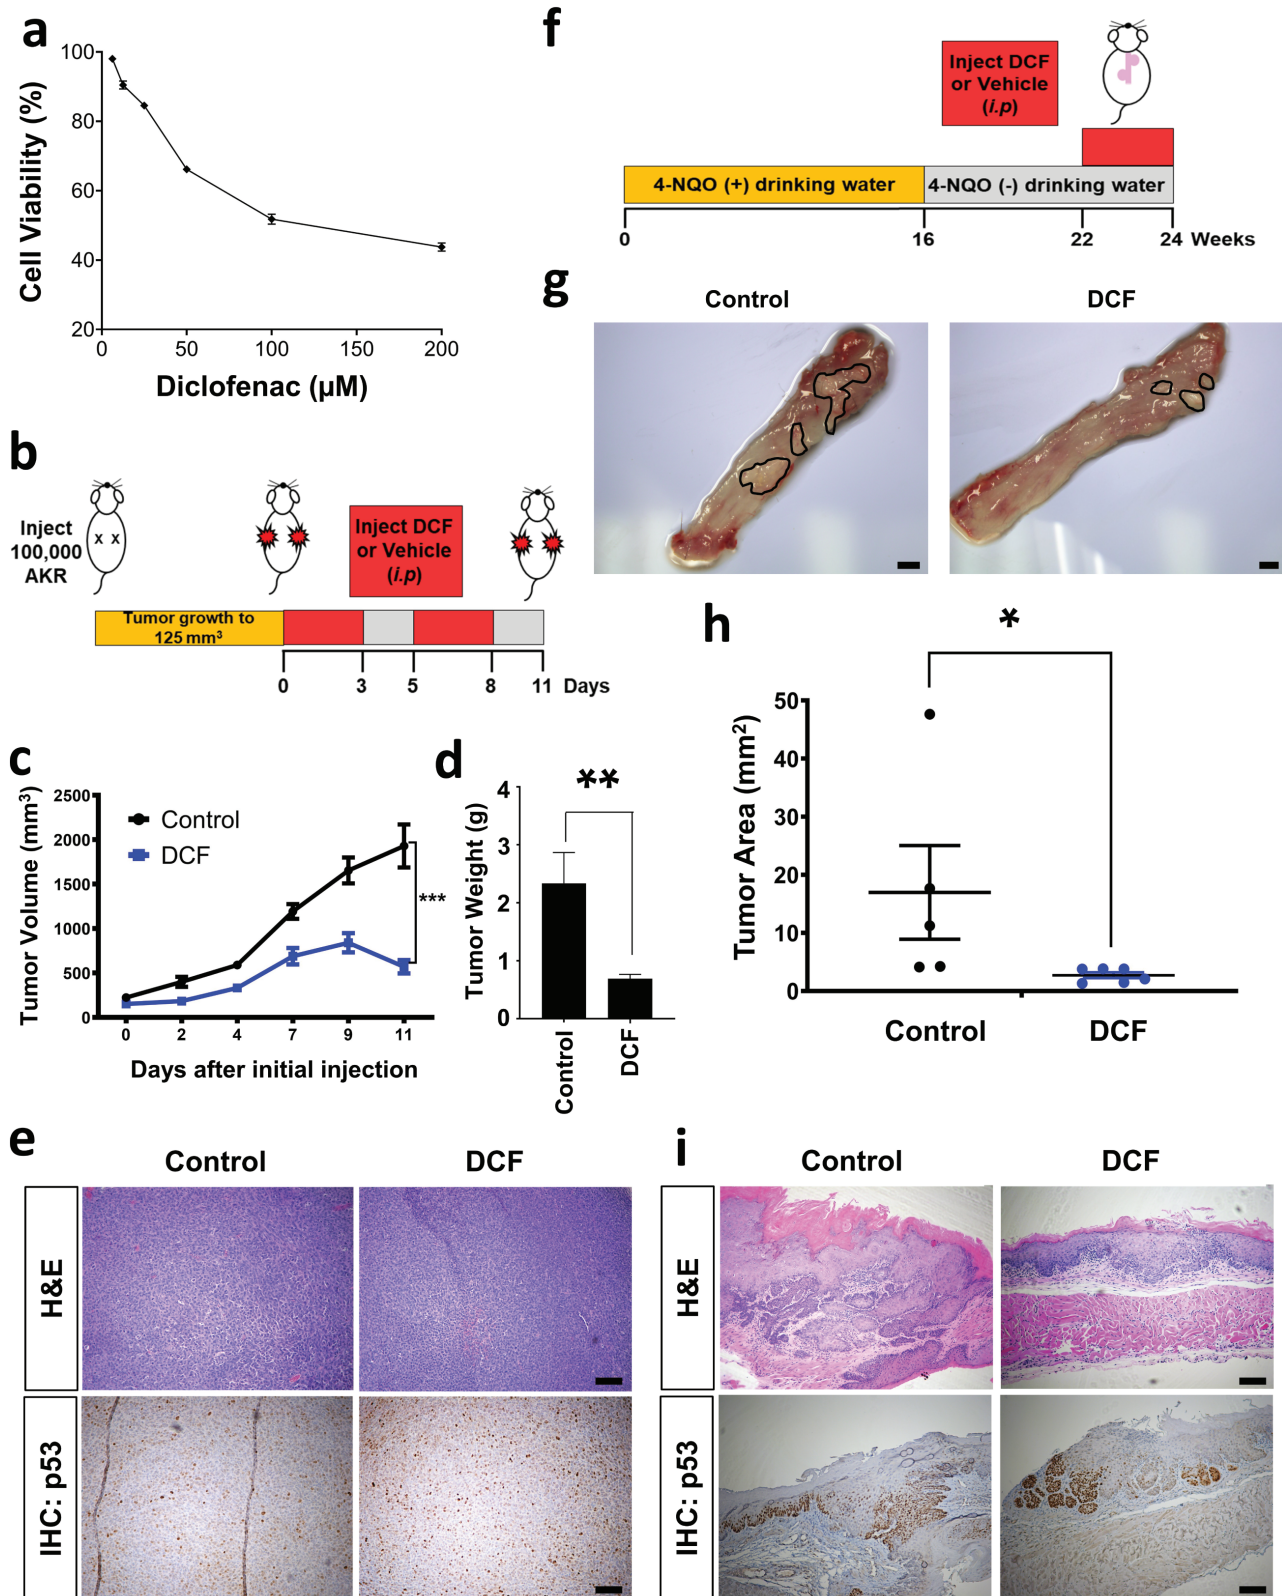 a
100
80
60
40
20
0
50
100
150
200
Cell Viability (%)
Diclofenac (µM)
b
Inject
100,000
AKR
x x
Inject DCF
or Vehicle
(i.p)
Tumor growth to
125 mm³
0 3 5 8 11 Days
c
2500
2000
1500
1000
500
0
Tumor Volume (mm³)
Control
DCF
***
0 2 4 7 9 11
Days after initial injection
d
**
4
3
2
1
0
Tumor Weight (g)
Control
DCF
e
Control DCF
H&E
IHC: p53
f
Inject DCF
or Vehicle
(i.p)
4-NQO (+) drinking water
4-NQO (-) drinking water
0 16 22 24 Weeks
g
Control DCF
h
*
50
40
30
20
10
0
Tumor Area (mm²)
Control DCF
i
Control DCF
H&E
IHC: p53